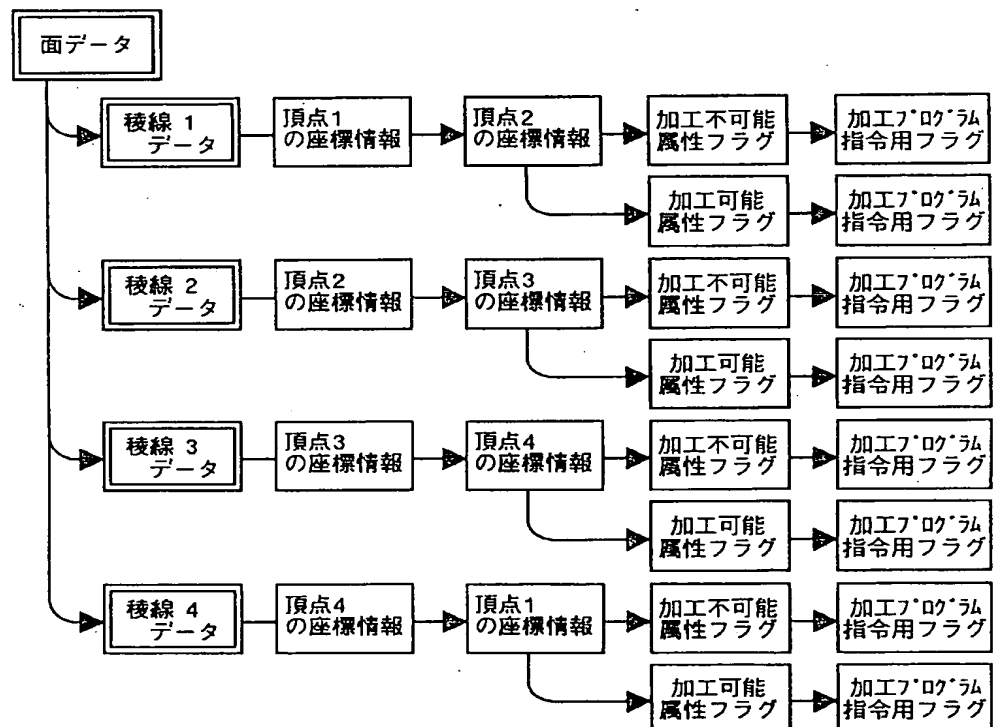 面データ
稜線 1
データ
頂点1
の座標情報
頂点2
の座標情報
加工不可能
属性フラグ
加工ﾌﾟﾛｸﾞﾗﾑ
指令用フラグ
加工可能
属性フラグ
加工ﾌﾟﾛｸﾞﾗﾑ
指令用フラグ
稜線 2
データ
頂点2
の座標情報
頂点3
の座標情報
加工不可能
属性フラグ
加工ﾌﾟﾛｸﾞﾗﾑ
指令用フラグ
加工可能
属性フラグ
加工ﾌﾟﾛｸﾞﾗﾑ
指令用フラグ
稜線 3
データ
頂点3
の座標情報
頂点4
の座標情報
加工不可能
属性フラグ
加工ﾌﾟﾛｸﾞﾗﾑ
指令用フラグ
加工可能
属性フラグ
加工ﾌﾟﾛｸﾞﾗﾑ
指令用フラグ
稜線 4
データ
頂点4
の座標情報
頂点1
の座標情報
加工不可能
属性フラグ
加工ﾌﾟﾛｸﾞﾗﾑ
指令用フラグ
加工可能
属性フラグ
加工ﾌﾟﾛｸﾞﾗﾑ
指令用フラグ